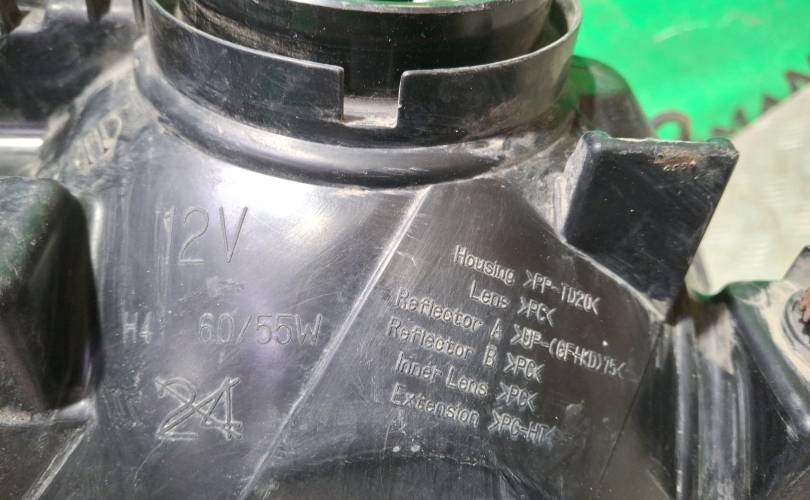 12V
H4 60/55W
24
Housing >PP-TD20<
Lens >PC<
Reflector A >UP-(GF+KD)75<
Reflector B >PC<
Inner Lens >PC<
Extension >PC-HT<